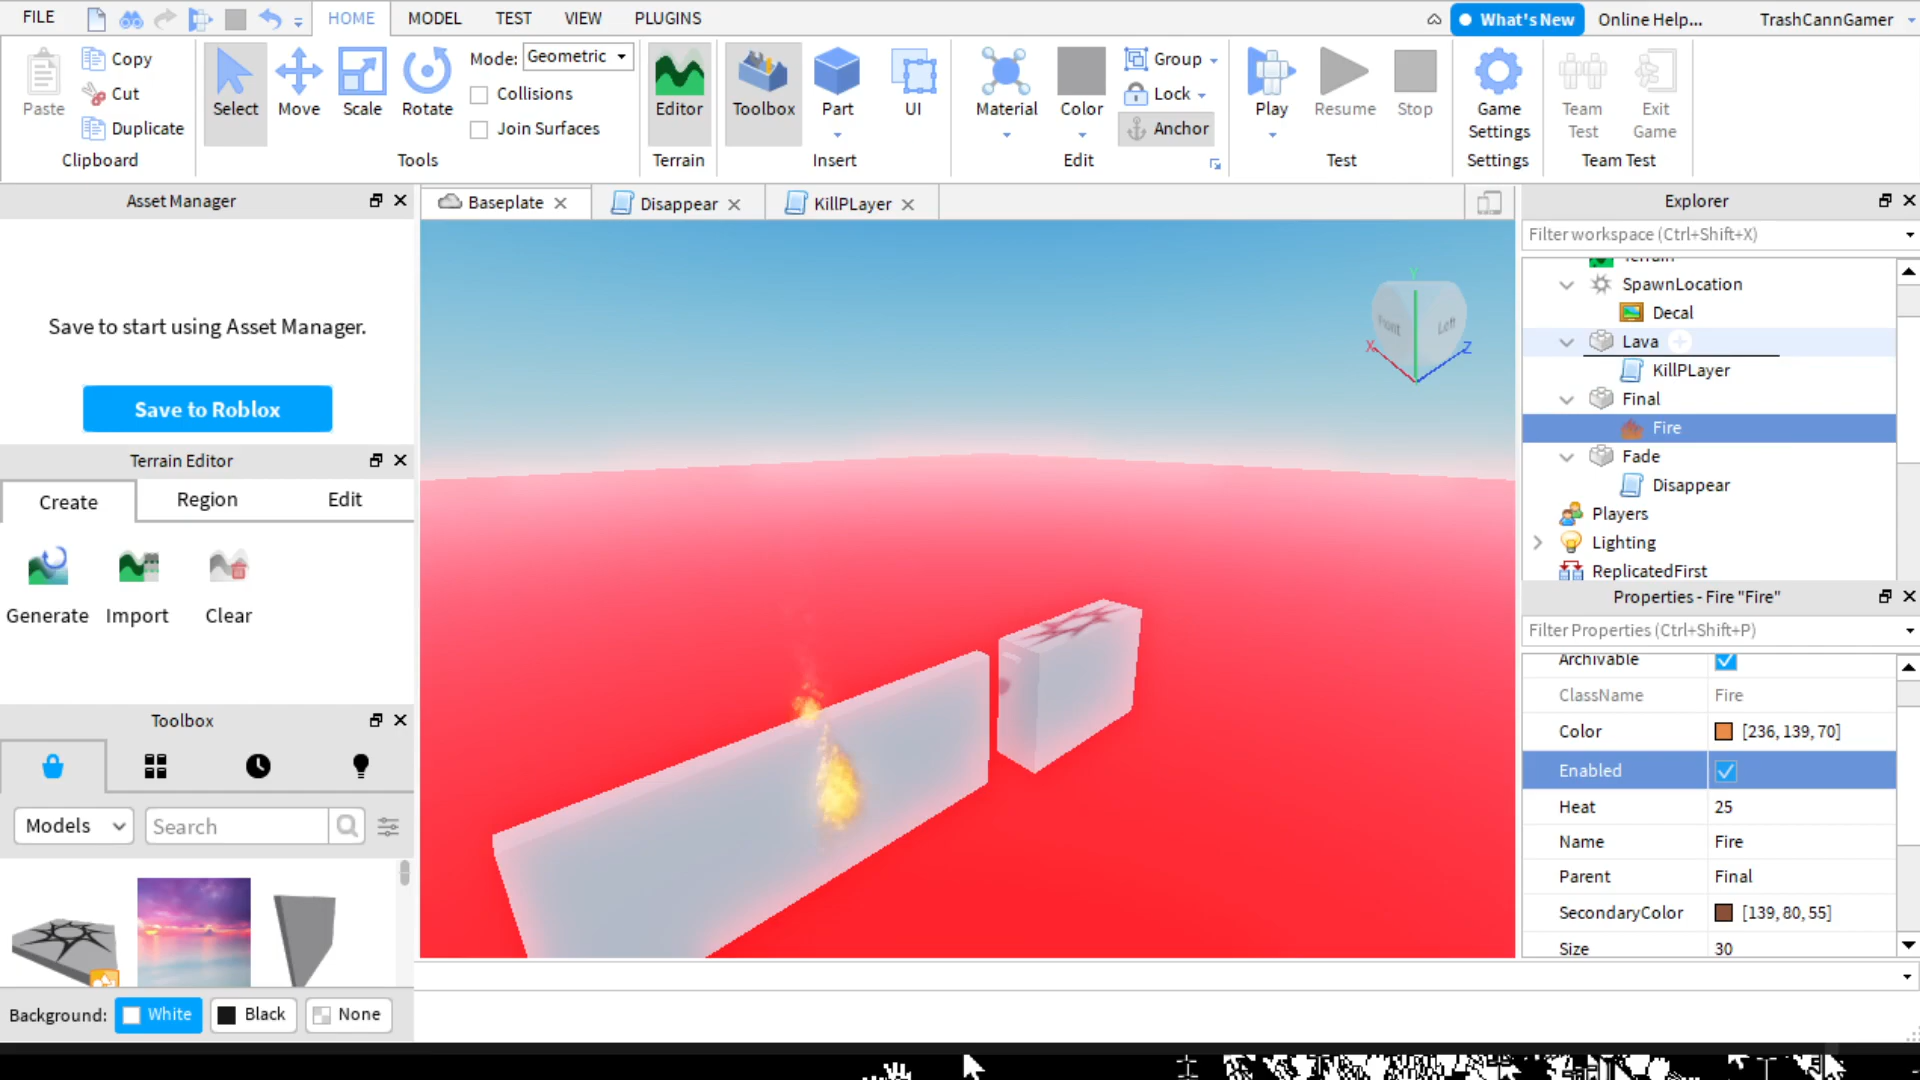 FILE
HOME
MODEL
TEST
VIEW
PLUGINS
What's New
Online Help...
TrashCannGamer
Paste
Copy
Cut
Duplicate
Clipboard
Select
Move
Scale
Rotate
Mode: Geometric
Collisions
Join Surfaces
Tools
Editor
Terrain
Toolbox
Part
UI
Insert
Material
Color
Group
Lock
Anchor
Edit
Play
Resume
Stop
Test
Game
Settings
Settings
Team
Test
Exit
Game
Team Test
Asset Manager
Save to start using Asset Manager.
Save to Roblox
Terrain Editor
Create
Region
Edit
Generate
Import
Clear
Toolbox
Models
Search
Background:
White
Black
None
Baseplate
Disappear
KillPLayer
Front
Left
Y
X
Z
Explorer
Filter workspace (Ctrl+Shift+X)
Terrain
SpawnLocation
Decal
Lava
KillPLayer
Final
Fire
Fade
Disappear
Players
Lighting
ReplicatedFirst
Properties - Fire "Fire"
Filter Properties (Ctrl+Shift+P)
Archivable
ClassName Fire
Color [236, 139, 70]
Enabled
Heat 25
Name Fire
Parent Final
SecondaryColor [139, 80, 55]
Size 30